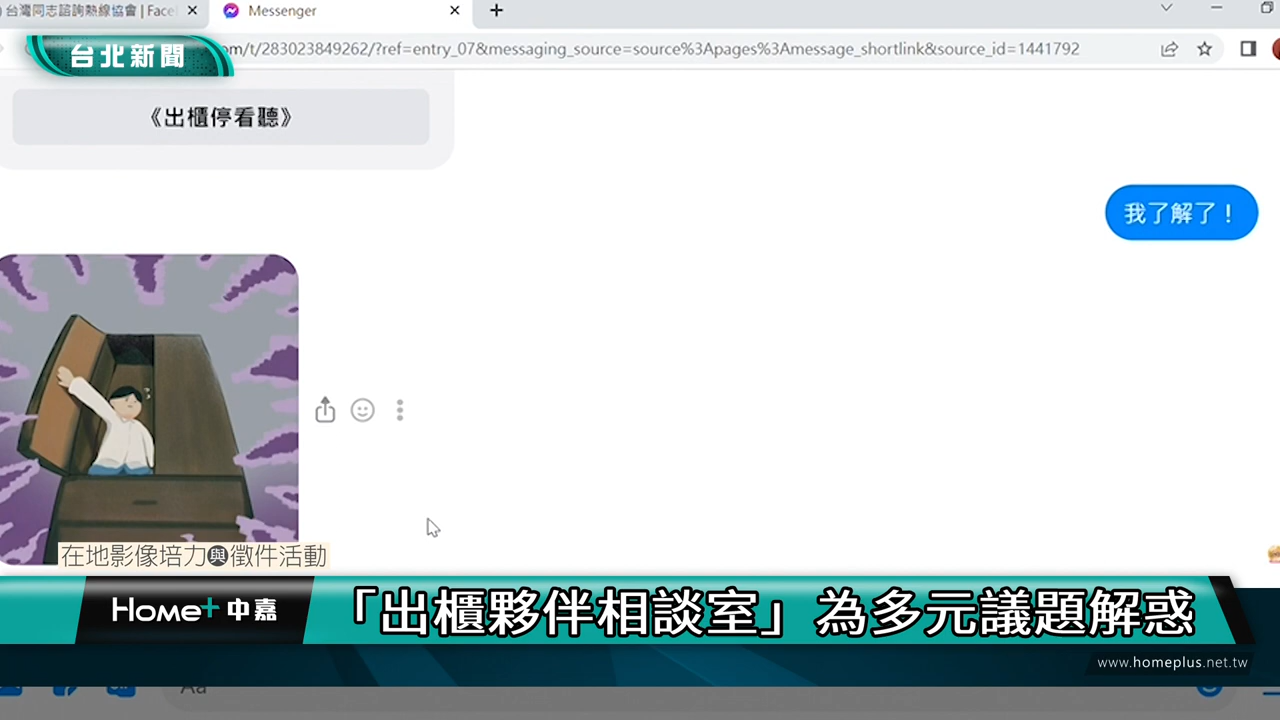 台灣同志諮詢熱線協會 | Face
Messenger
台北新聞
om/t/283023849262/?ref=entry_07&messaging_source=source%3Apages%3Amessage_shortlink&source_id=1441792
《出櫃停看聽》
我了解了！
在地影像培力與徵件活動
Home+ 中嘉
「出櫃夥伴相談室」為多元議題解惑
www.homeplus.net.tw
Aa